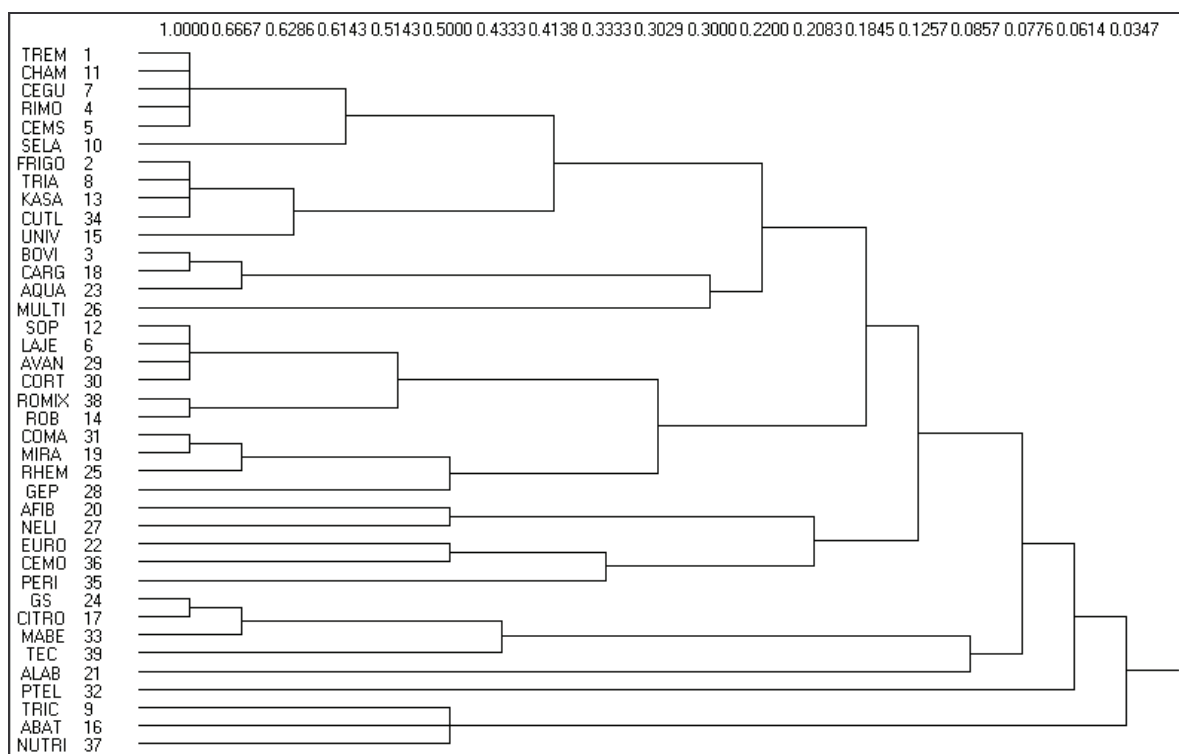 1.0000 0.6667 0.6286 0.6143 0.5143 0.5000 0.4333 0.4138 0.3333 0.3029 0.3000 0.2200 0.2083 0.1845 0.1257 0.0857 0.0776 0.0614 0.0347
TREM 1
CHAM 11
CEGU 7
RIMO 4
CEMS 5
SELA 10
FRIGO 2
TRIA 8
KASA 13
CUTL 34
UNIV 15
BOVI 3
CARG 18
AQUA 23
MULTI 26
SOP 12
LAJE 6
AVAN 29
CORT 30
ROMIX 38
ROB 14
COMA 31
MIRA 19
RHEM 25
GEP 28
AFIB 20
NELI 27
EURO 22
CEMO 36
PERI 35
GS 24
CITRO 17
MABE 33
TEC 39
ALAB 21
PTEL 32
TRIC 9
ABAT 16
NUTRI 37